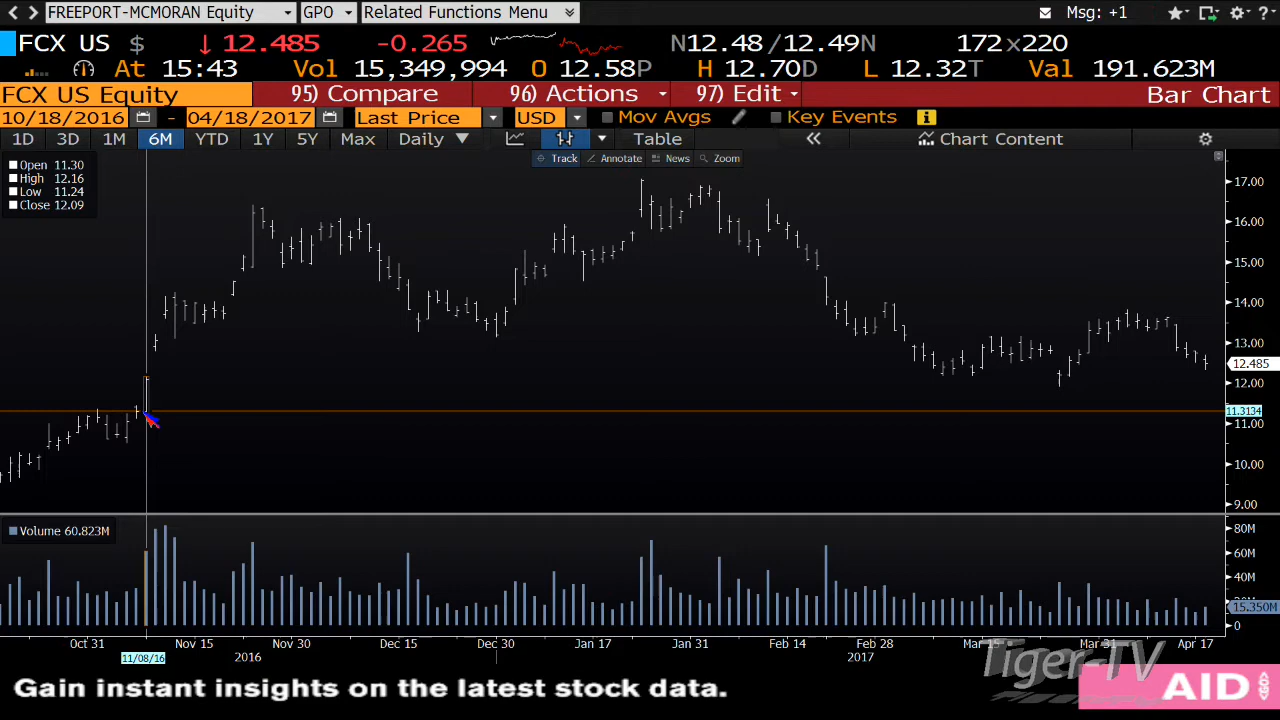 FREEPORT-MCMORAN Equity GPO Related Functions Menu Msg: +1
FCX US $ ↓ 12.485 -0.265 N12.48 / 12.49N 172 x 220
At 15:43 Vol 15,349,994 O 12.58P H 12.70D L 12.32T Val 191.623M
FCX US Equity 95) Compare 96) Actions 97) Edit Bar Chart
10/18/2016 - 04/18/2017 Last Price USD Mov Avgs Key Events
1D 3D 1M 6M YTD 1Y 5Y Max Daily Table Chart Content
Track Annotate News Zoom
Open 11.30
High 12.16
Low 11.24
Close 12.09
17.00
16.00
15.00
14.00
13.00
12.485
12.00
11.3134
11.00
10.00
9.00
Volume 60.823M
80M
60M
40M
20M
15.350M
0
Oct 31 Nov 15 Nov 30 Dec 15 Dec 30 Jan 17 Jan 31 Feb 14 Feb 28 Mar 15 Mar 31 Apr 17
11/08/16 2016 2017
Tiger-TV
Gain instant insights on the latest stock data.
AID